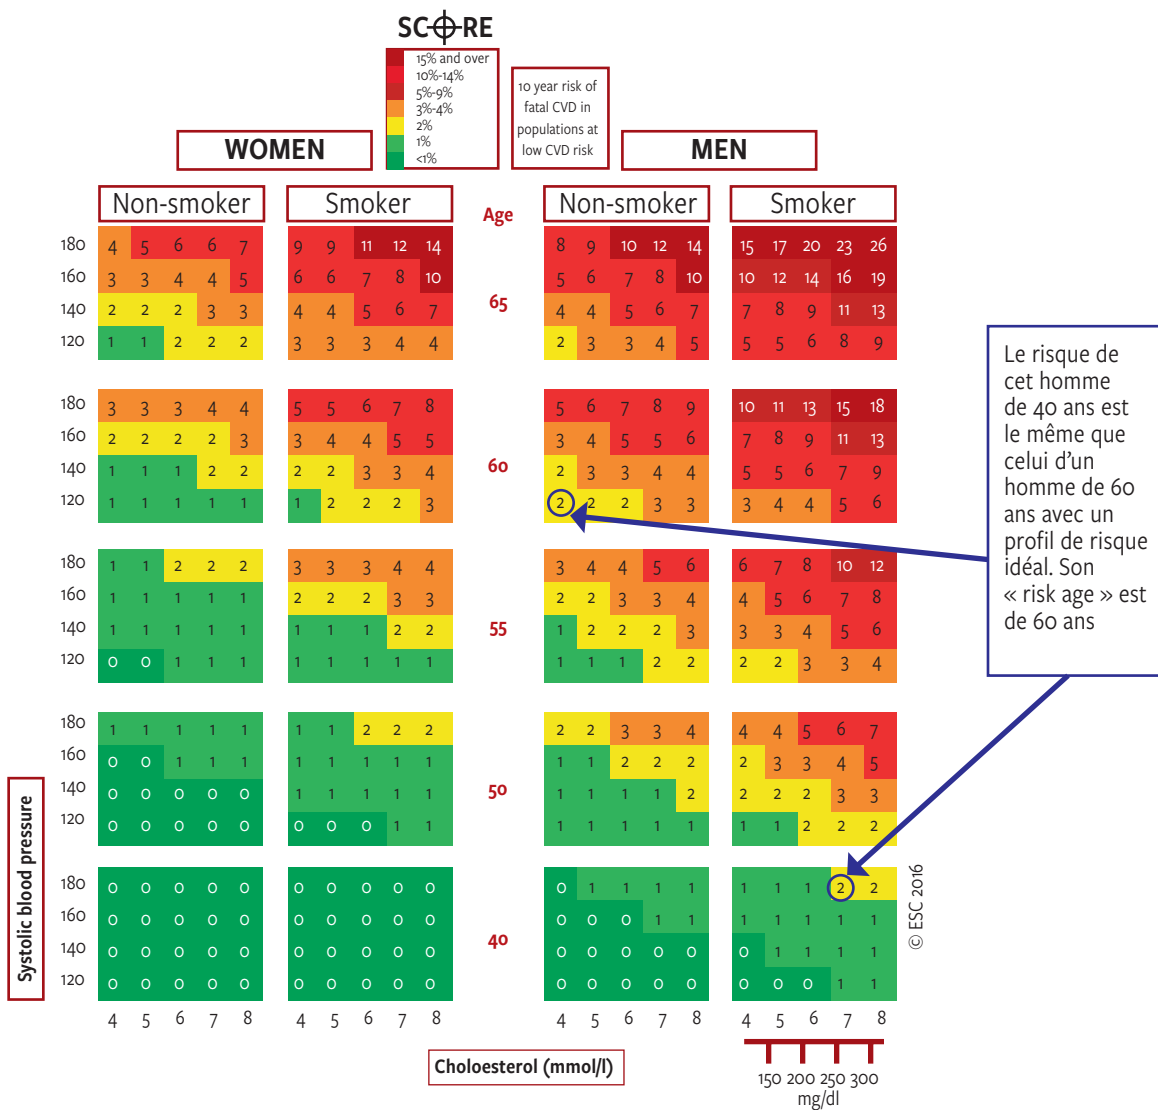 SCORE
15% and over
10%-14%
5%-9%
3%-4%
2%
1%
<1%
10 year risk of
fatal CVD in
populations at
low CVD risk
WOMEN
MEN
Non-smoker
Smoker
Age
Non-smoker
Smoker
180 4 5 6 6 7 9 9 11 12 14 8 9 10 12 14 15 17 20 23 26
160 3 3 4 4 5 6 6 7 8 10 5 6 7 8 10 10 12 14 16 19
65
140 2 2 2 3 3 4 4 5 6 7 4 4 5 6 7 7 8 9 11 13
120 1 1 2 2 2 3 3 3 4 4 2 3 3 4 5 5 5 6 8 9
180 3 3 3 4 4 5 5 6 7 8 5 6 7 8 9 10 11 13 15 18
160 2 2 2 2 3 3 4 4 5 5 3 4 5 5 6 7 8 9 11 13
60
140 1 1 1 2 2 2 2 3 3 4 2 3 3 4 4 5 5 6 7 9
120 1 1 1 1 1 1 2 2 2 3 2 2 2 3 3 3 4 4 5 6
180 1 1 2 2 2 3 3 3 4 4 3 4 4 5 6 6 7 8 10 12
160 1 1 1 1 1 2 2 2 3 3 2 2 3 3 4 4 5 6 7 8
55
140 1 1 1 1 1 1 1 1 2 2 1 2 2 2 3 3 3 4 5 6
120 0 0 1 1 1 1 1 1 1 1 1 1 1 2 2 2 2 3 3 4
180 1 1 1 1 1 1 1 2 2 2 2 2 3 3 4 4 4 5 6 7
160 0 0 1 1 1 1 1 1 1 1 1 1 2 2 2 2 3 3 4 5
50
140 0 0 0 0 0 1 1 1 1 1 1 1 1 1 2 2 2 2 3 3
120 0 0 0 0 0 0 0 0 1 1 1 1 1 1 1 1 1 2 2 2
180 0 0 0 0 0 0 0 0 0 0 0 1 1 1 1 1 1 1 2 2
160 0 0 0 0 0 0 0 0 0 0 0 0 0 1 1 1 1 1 1 1
40
140 0 0 0 0 0 0 0 0 0 0 0 0 0 0 0 0 1 1 1 1
120 0 0 0 0 0 0 0 0 0 0 0 0 0 0 0 0 0 0 1 1
4 5 6 7 8 4 5 6 7 8 4 5 6 7 8 4 5 6 7 8
Systolic blood pressure
Choloesterol (mmol/l)
150 200 250 300
mg/dl
© ESC 2016
Le risque de
cet homme
de 40 ans est
le même que
celui d'un
homme de 60
ans avec un
profil de risque
idéal. Son
« risk age » est
de 60 ans